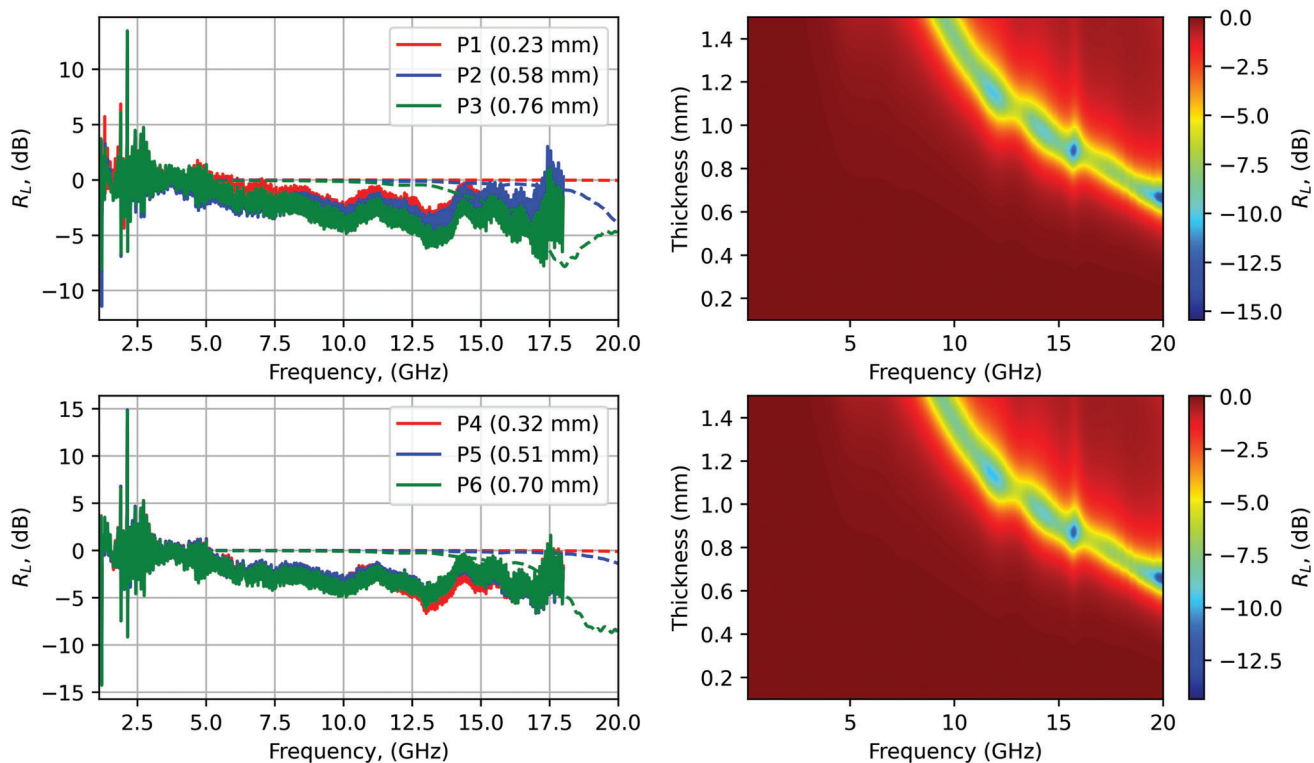 P1 (0.23 mm)
P2 (0.58 mm)
P3 (0.76 mm)
10
5
0
−5
−10
R_L, (dB)
2.5 5.0 7.5 10.0 12.5 15.0 17.5 20.0
Frequency, (GHz)
1.4
1.2
1.0
0.8
0.6
0.4
0.2
Thickness (mm)
5 10 15 20
Frequency (GHz)
0.0
−2.5
−5.0
−7.5
−10.0
−12.5
−15.0
R_L, (dB)
P4 (0.32 mm)
P5 (0.51 mm)
P6 (0.70 mm)
15
10
5
0
−5
−10
−15
R_L, (dB)
2.5 5.0 7.5 10.0 12.5 15.0 17.5 20.0
Frequency, (GHz)
1.4
1.2
1.0
0.8
0.6
0.4
0.2
Thickness (mm)
5 10 15 20
Frequency (GHz)
0.0
−2.5
−5.0
−7.5
−10.0
−12.5
R_L, (dB)